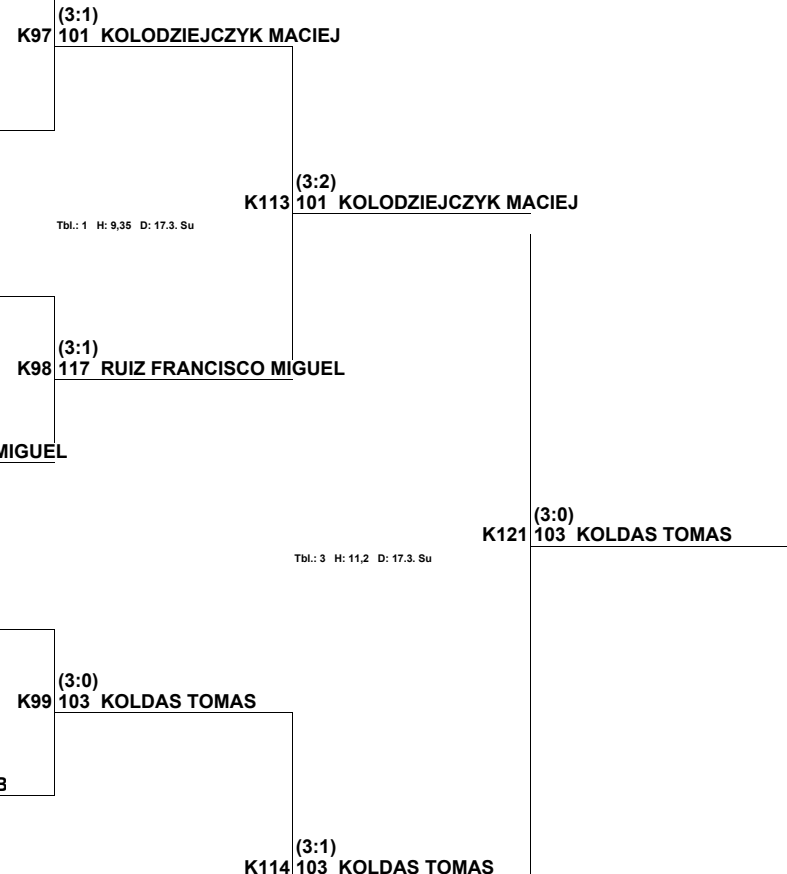 (3:1)
K97 101 KOLODZIEJCZYK MACIEJ
(3:2)
K113 101 KOLODZIEJCZYK MACIEJ
Tbl.: 1 H: 9,35 D: 17.3. Su
(3:1)
K98 117 RUIZ FRANCISCO MIGUEL
MIGUEL
(3:0)
K121 103 KOLDAS TOMAS
Tbl.: 3 H: 11,2 D: 17.3. Su
(3:0)
K99 103 KOLDAS TOMAS
(3:1)
K114 103 KOLDAS TOMAS